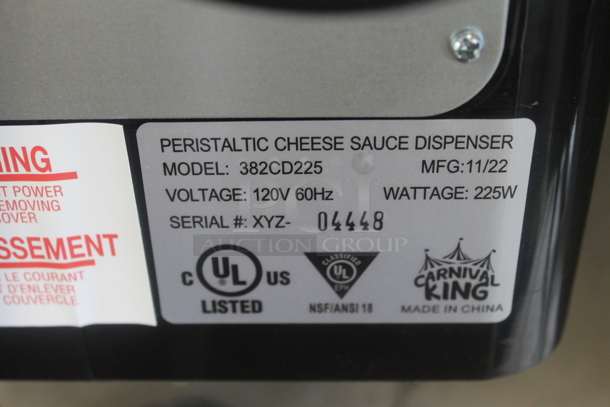 PERISTALTIC CHEESE SAUCE DISPENSER
MODEL: 382CD225 MFG:11/22
VOLTAGE: 120V 60Hz WATTAGE: 225W
SERIAL #: XYZ- 04448
C UL US
LISTED
CLASSIFIED
UL
EPH
NSF/ANSI 18
CARNIVAL
KING
MADE IN CHINA
NING
T POWER
REMOVING
OVER
SSEMENT
LE COURANT
T D'ENLEVER
COUVERCLE
AUCTION GROUP